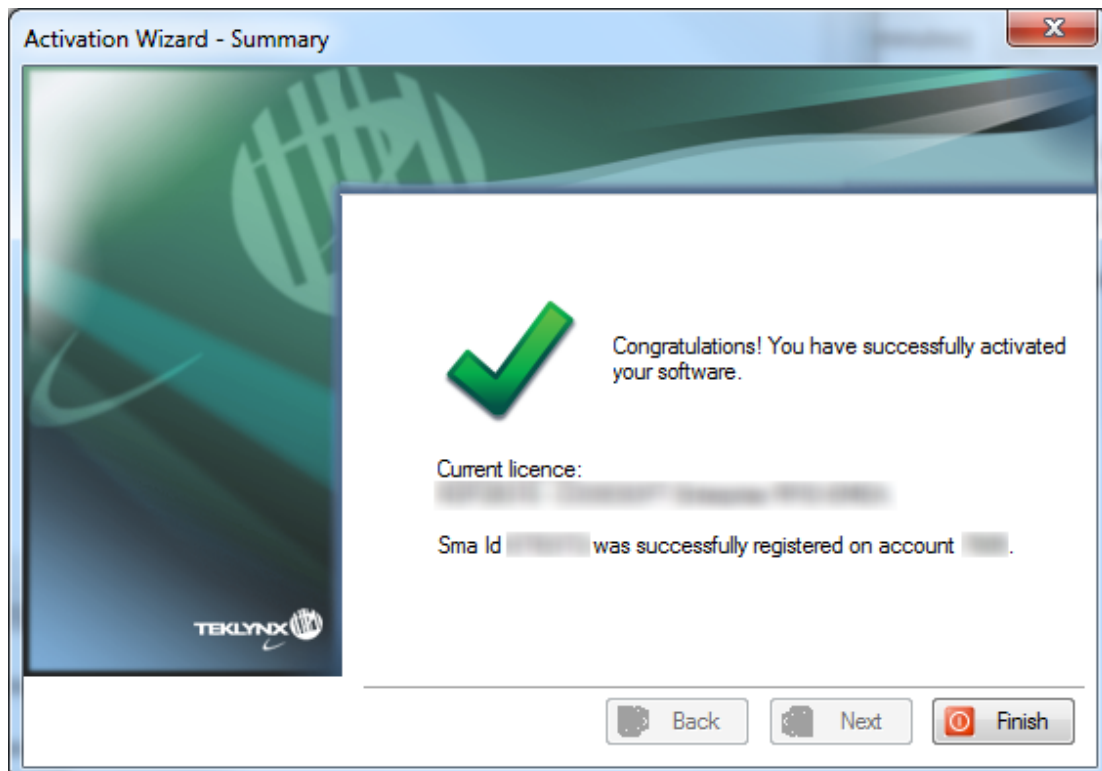 Activation Wizard - Summary
Congratulations! You have successfully activated
your software.
Current licence:
Sma Id was successfully registered on account .
TEKLYNX
Back Next Finish